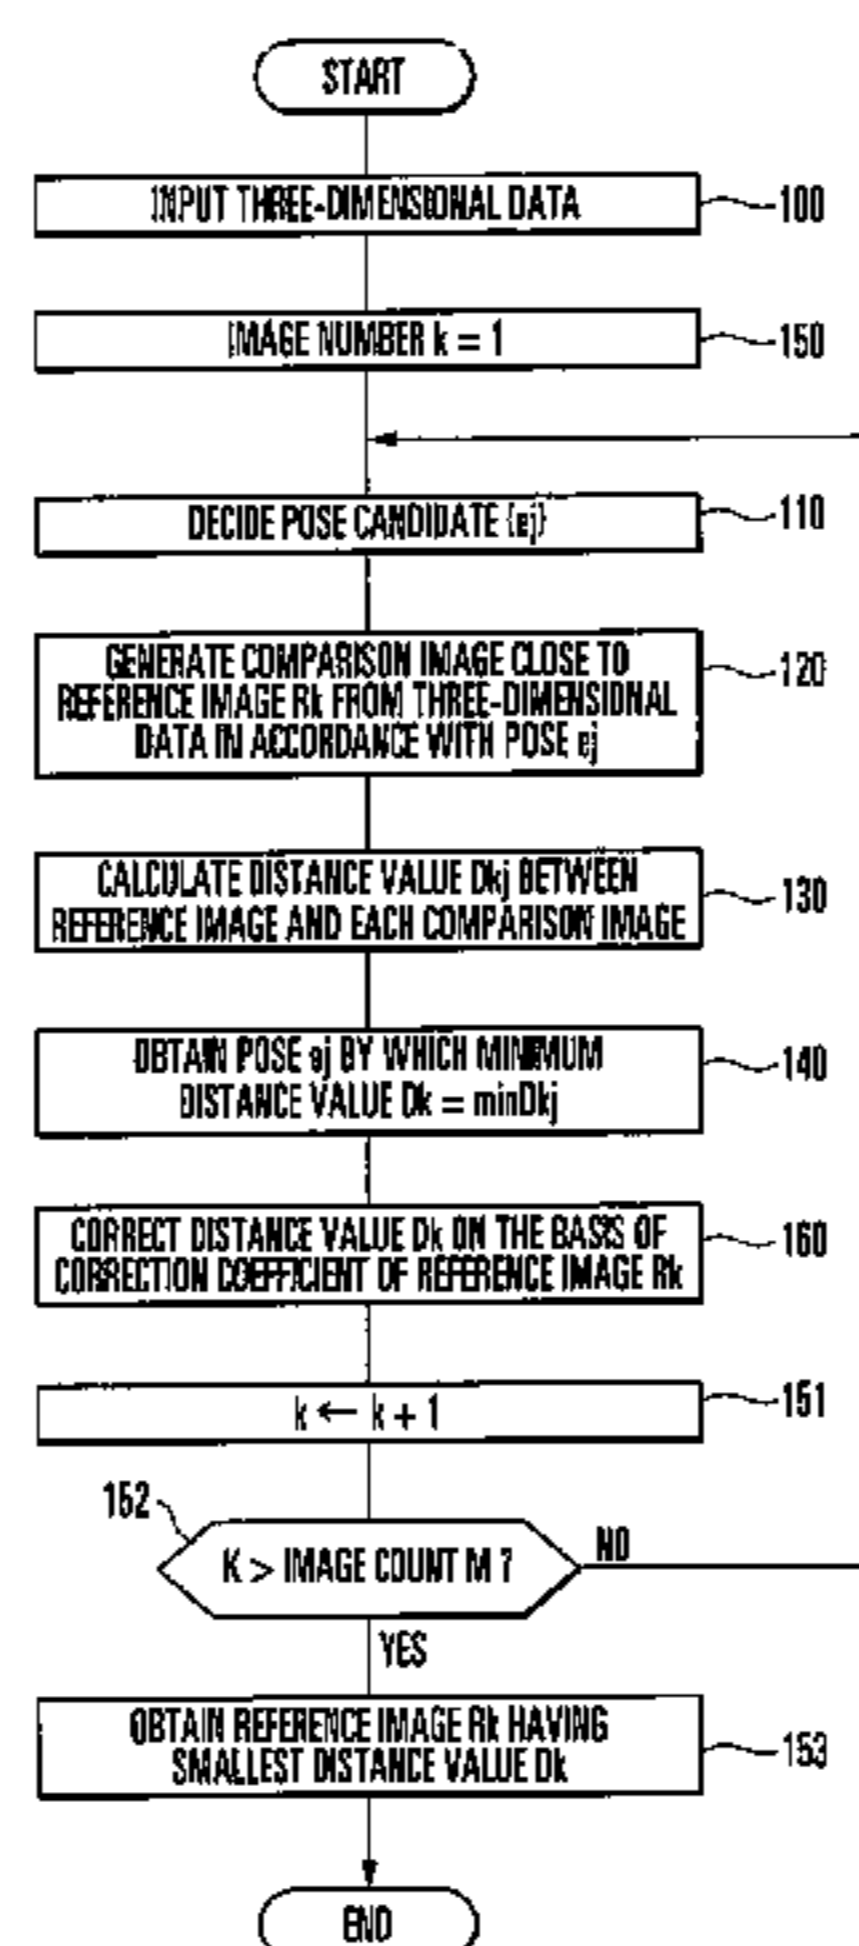 START
INPUT THREE-DIMENSIONAL DATA
100
IMAGE NUMBER k = 1
150
DECIDE POSE CANDIDATE {ej}
110
GENERATE COMPARISON IMAGE CLOSE TO
REFERENCE IMAGE Rk FROM THREE-DIMENSIONAL
DATA IN ACCORDANCE WITH POSE ej
120
CALCULATE DISTANCE VALUE Dkj BETWEEN
REFERENCE IMAGE AND EACH COMPARISON IMAGE
130
OBTAIN POSE ej BY WHICH MINIMUM
DISTANCE VALUE Dk = minDkj
140
CORRECT DISTANCE VALUE Dk ON THE BASIS OF
CORRECTION COEFFICIENT OF REFERENCE IMAGE Rk
160
k ← k + 1
151
152
K > IMAGE COUNT M ?
NO
YES
OBTAIN REFERENCE IMAGE Rk HAVING
SMALLEST DISTANCE VALUE Dk
153
END